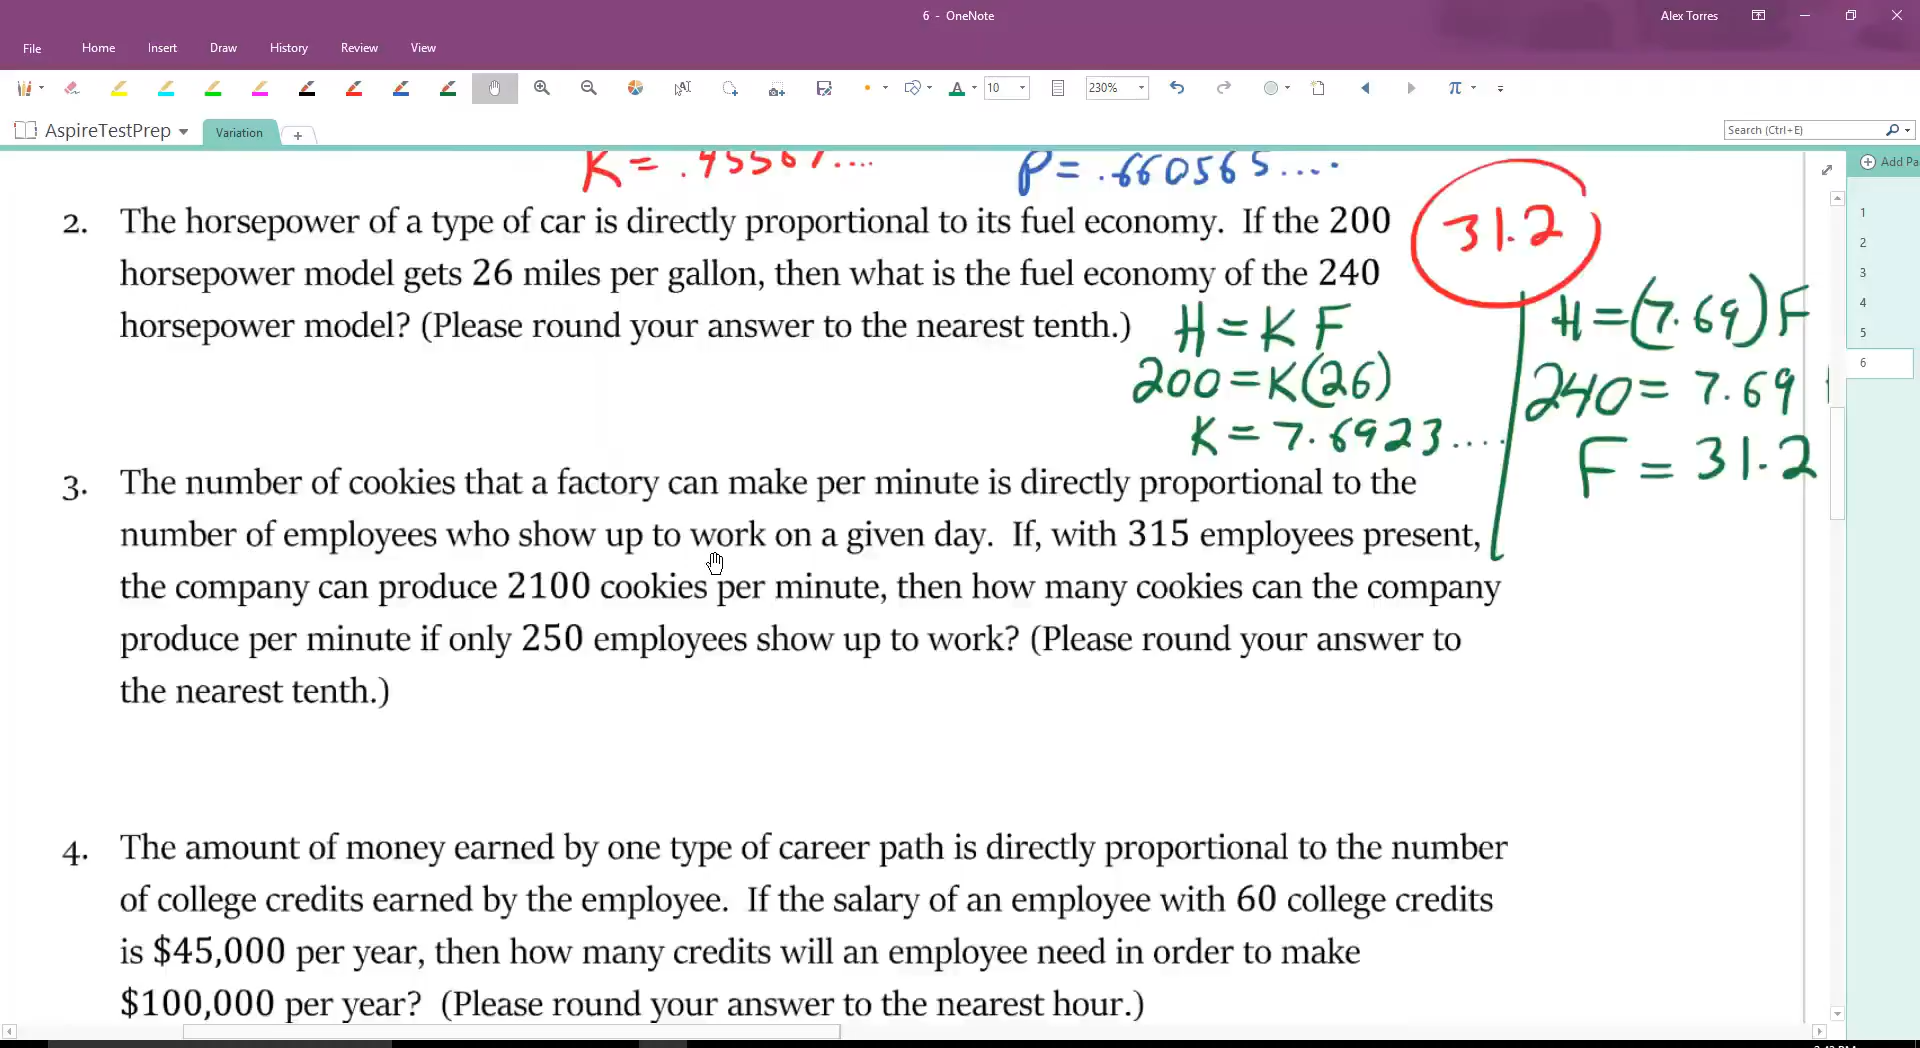 6 - OneNote
Alex Torres
File Home Insert Draw History Review View
10
230%
AspireTestPrep
Variation
Search (Ctrl+E)
Add Pa
1
2
3
4
5
6
P = .660565....
2. The horsepower of a type of car is directly proportional to its fuel economy. If the 200
horsepower model gets 26 miles per gallon, then what is the fuel economy of the 240
horsepower model? (Please round your answer to the nearest tenth.)
31.2
H = K F
200 = K(26)
K = 7.6923....
H = (7.69) F
240 = 7.69
F = 31.2
3. The number of cookies that a factory can make per minute is directly proportional to the
number of employees who show up to work on a given day. If, with 315 employees present,
the company can produce 2100 cookies per minute, then how many cookies can the company
produce per minute if only 250 employees show up to work? (Please round your answer to
the nearest tenth.)
4. The amount of money earned by one type of career path is directly proportional to the number
of college credits earned by the employee. If the salary of an employee with 60 college credits
is $45,000 per year, then how many credits will an employee need in order to make
$100,000 per year? (Please round your answer to the nearest hour.)